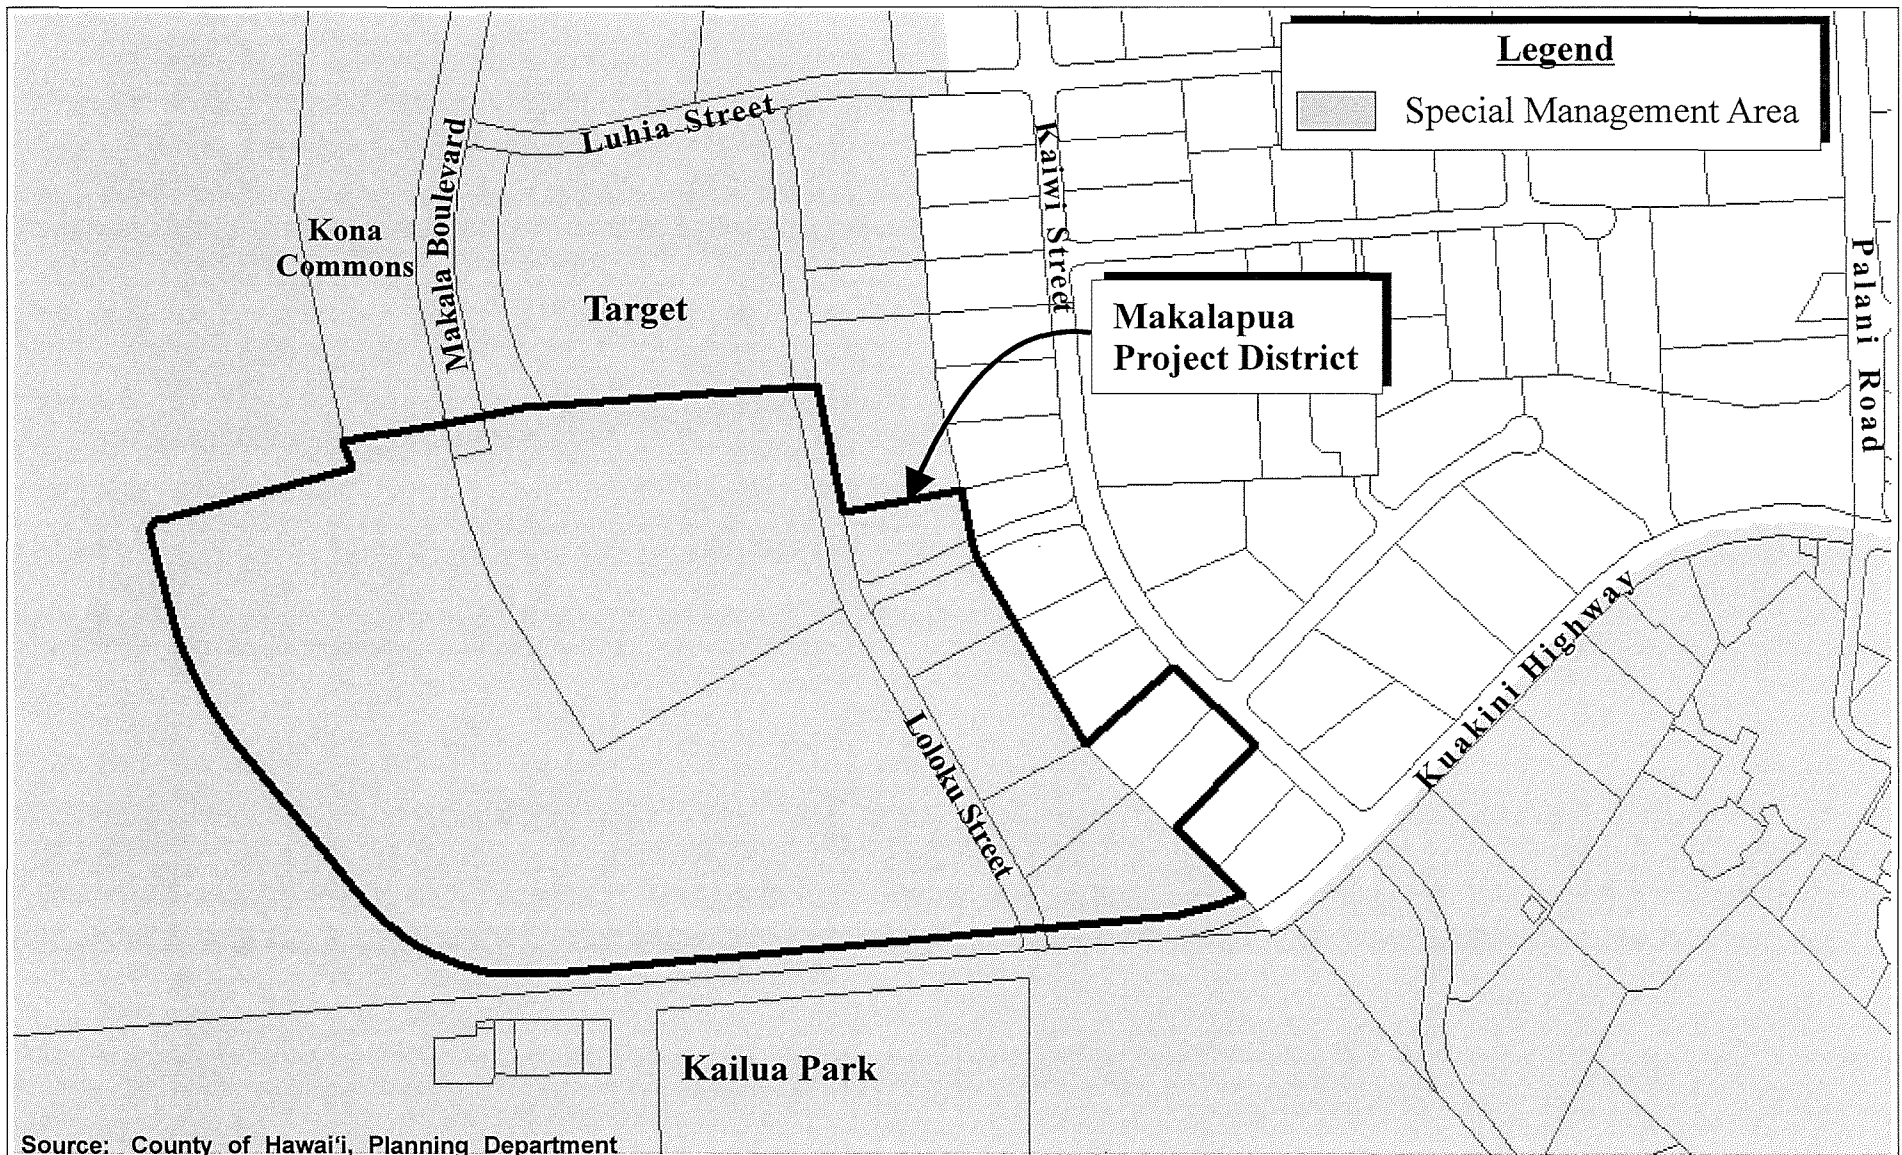 Legend
Special Management Area
Luhia Street
Kaiwi Street
Makala Boulevard
Kona
Commons
Target
Palani Road
Makalapua
Project District
Kuakini Highway
Loloku Street
Kailua Park
Source: County of Hawai‘i, Planning Department